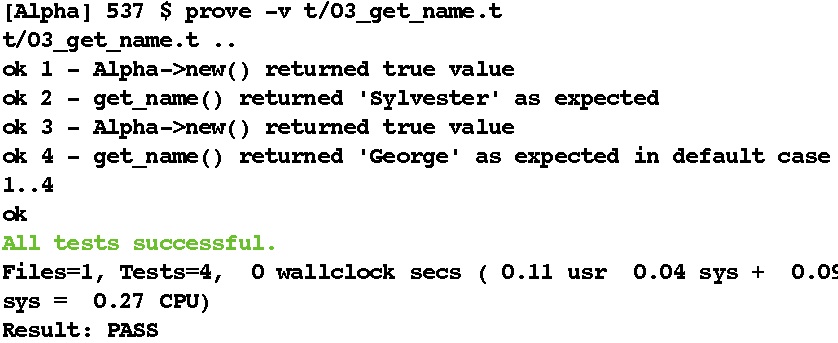 [Alpha] 537 $ prove -v t/03_get_name.t
t/03_get_name.t ..
ok 1 - Alpha->new() returned true value
ok 2 - get_name() returned 'Sylvester' as expected
ok 3 - Alpha->new() returned true value
ok 4 - get_name() returned 'George' as expected in default case
1..4
ok
All tests successful.
Files=1, Tests=4,  0 wallclock secs ( 0.11 usr  0.04 sys +  0.09
sys =  0.27 CPU)
Result: PASS